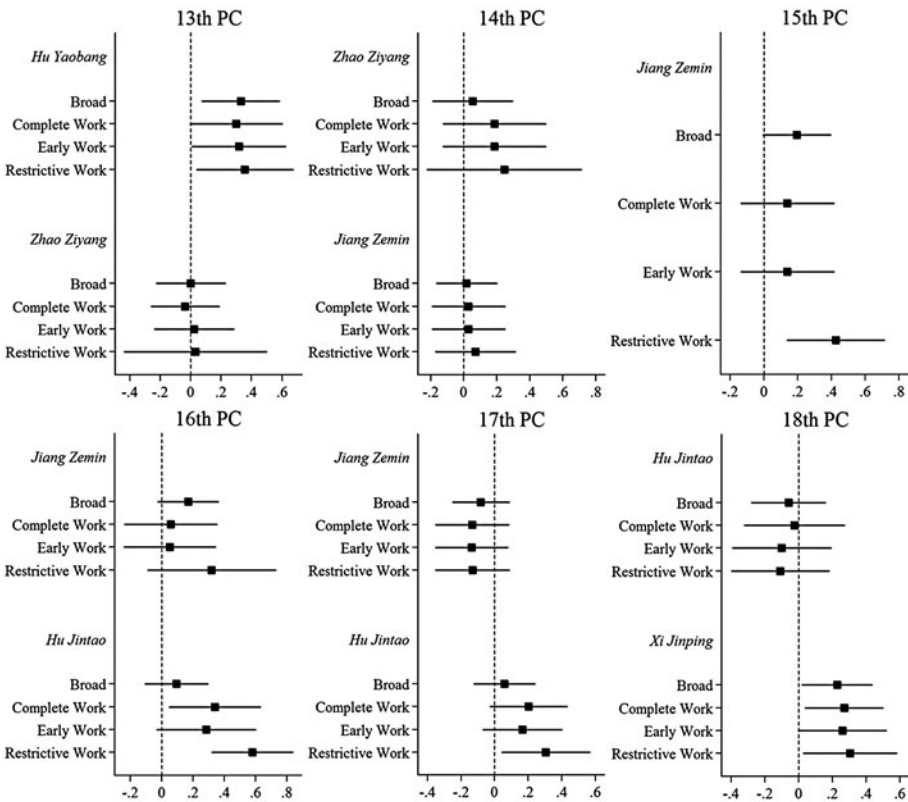 13th PC
Hu Yaobang
Broad
Complete Work
Early Work
Restrictive Work
Zhao Ziyang
Broad
Complete Work
Early Work
Restrictive Work
-.4 -.2 0 .2 .4 .6
14th PC
Zhao Ziyang
Broad
Complete Work
Early Work
Restrictive Work
Jiang Zemin
Broad
Complete Work
Early Work
Restrictive Work
-.2 0 .2 .4 .6 .8
15th PC
Jiang Zemin
Broad
Complete Work
Early Work
Restrictive Work
-.2 0 .2 .4 .6 .8
16th PC
Jiang Zemin
Broad
Complete Work
Early Work
Restrictive Work
Hu Jintao
Broad
Complete Work
Early Work
Restrictive Work
-.2 0 .2 .4 .6 .8
17th PC
Jiang Zemin
Broad
Complete Work
Early Work
Restrictive Work
Hu Jintao
Broad
Complete Work
Early Work
Restrictive Work
-.4 -.2 0 .2 .4 .6
18th PC
Hu Jintao
Broad
Complete Work
Early Work
Restrictive Work
Xi Jinping
Broad
Complete Work
Early Work
Restrictive Work
-.4 -.2 0 .2 .4 .6